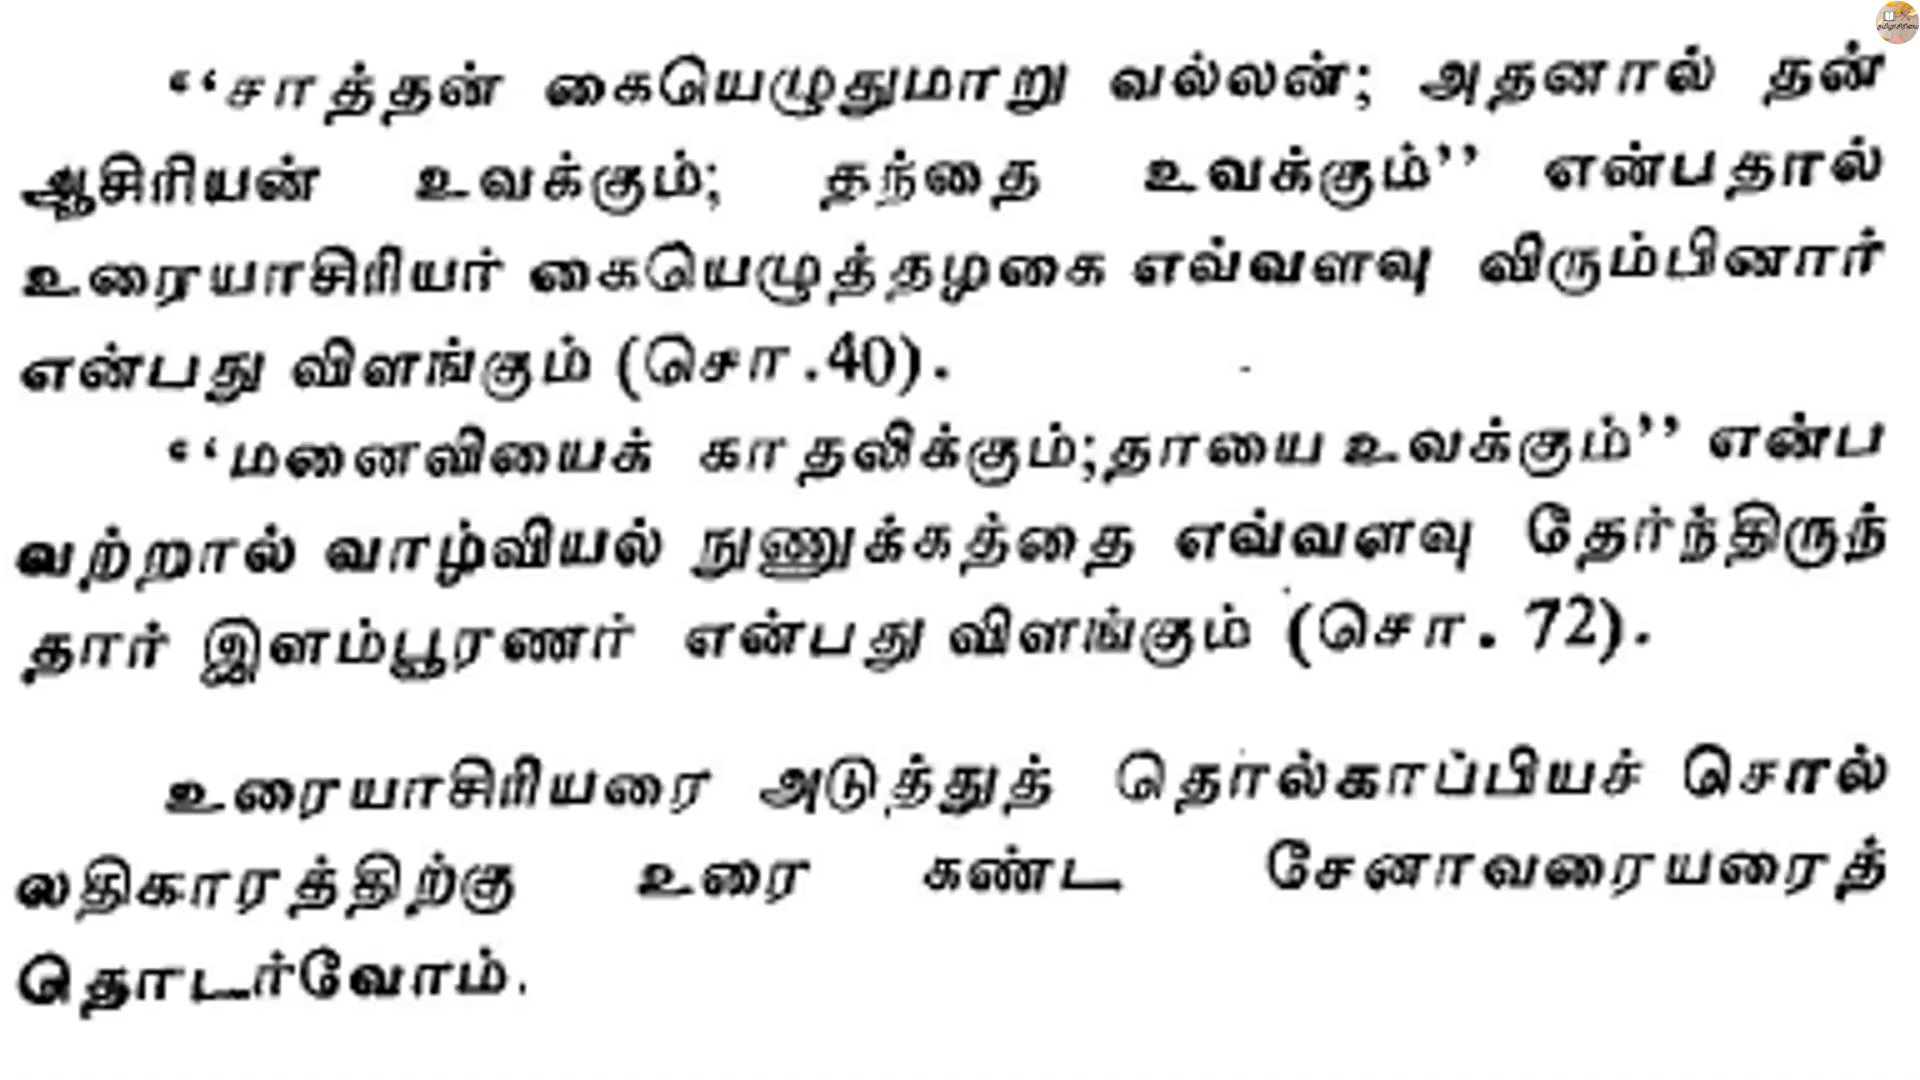 ‘‘சாத்தன் கையெழுதுமாறு வல்லன்; அதனால் தன்
ஆசிரியன் உவக்கும்; தந்தை உவக்கும்’’ என்பதால்
உரையாசிரியர் கையெழுத்தழகை எவ்வளவு விரும்பினார்
என்பது விளங்கும் (சொ.40).
‘‘மனைவியைக் காதலிக்கும்;தாயை உவக்கும்’’ என்ப
வற்றால் வாழ்வியல் நுணுக்கத்தை எவ்வளவு தேர்ந்திருந்
தார் இளம்பூரணர் என்பது விளங்கும் (சொ. 72).
உரையாசிரியரை அடுத்துத் தொல்காப்பியச் சொல்
லதிகாரத்திற்கு உரை கண்ட சேனாவரையரைத்
தொடர்வோம்.